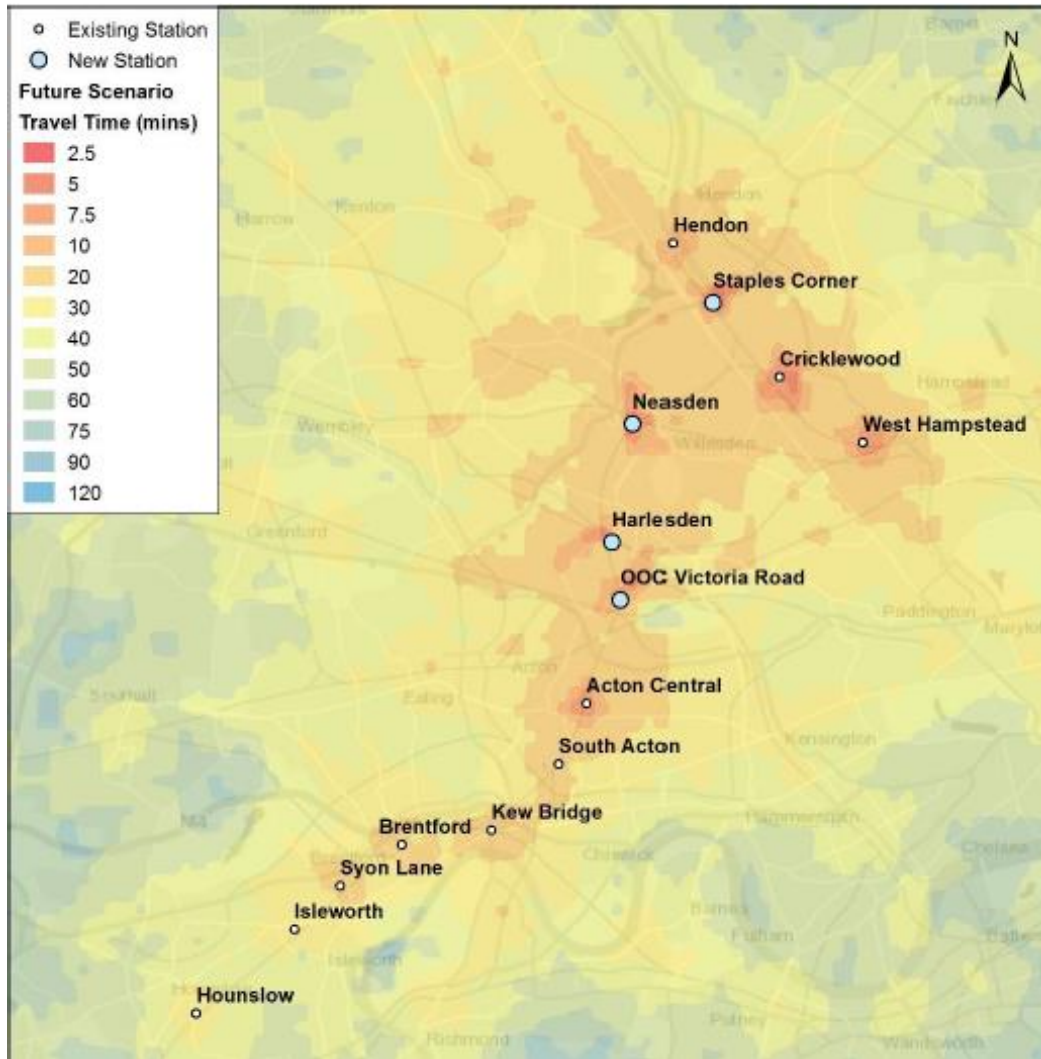 Existing Station
New Station
Future Scenario
Travel Time (mins)
2.5
5
7.5
10
20
30
40
50
60
75
90
120
N
Barnet
Finchley
Harrow
Kenton
Hendon
Hendon
Staples Corner
Cricklewood
Hampstead
Neasden
West Hampstead
Wembley
Willesden
Harlesden
Greenford
OOC Victoria Road
Paddington
Acton
Acton Central
Southall
Ealing
South Acton
Kensington
Kew Bridge
Brentford
Hammersmith
Chiswick
Chelsea
Syon Lane
Isleworth
Barnes
Fulham
Isleworth
Hounslow
Richmond
Putney
Wandsworth